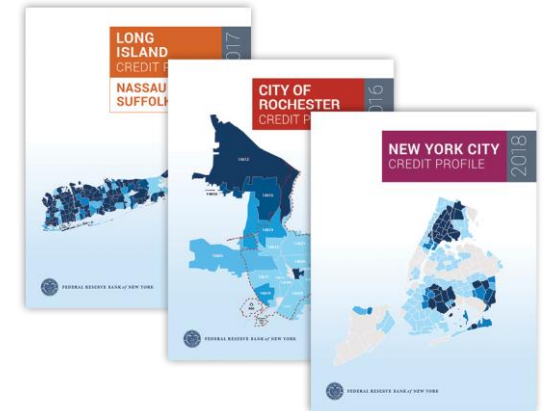 LONG
ISLAND
CREDIT P
2017
NASSAU
SUFFOLK
FEDERAL RESERVE BANK of NEW YORK
CITY OF
ROCHESTER
CREDIT P
2016
FEDERAL RESERVE BANK of NEW YORK
NEW YORK CITY
CREDIT PROFILE
2018
FEDERAL RESERVE BANK of NEW YORK